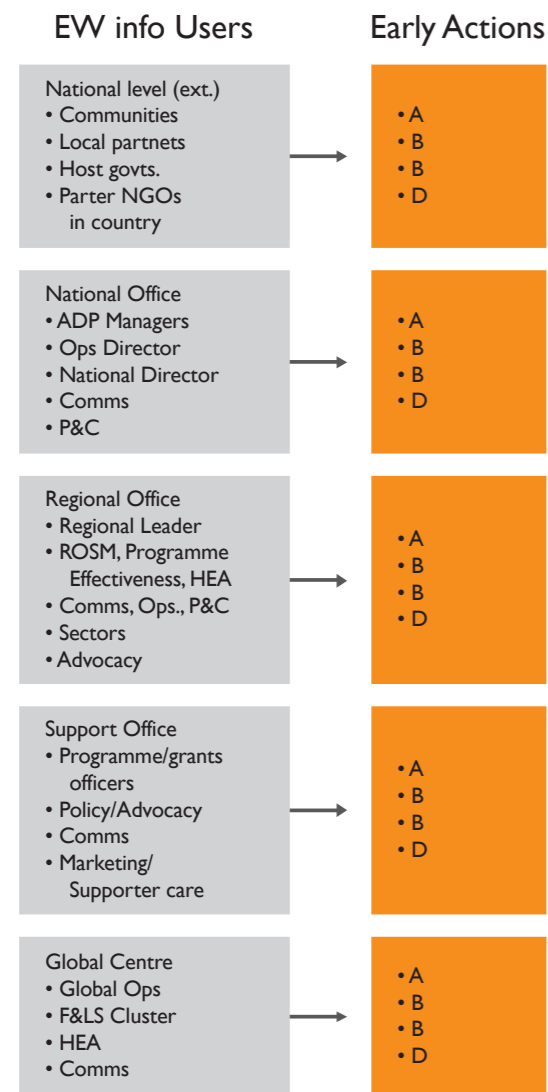 EW info Users
Early Actions
National level (ext.)
• Communities
• Local partnets
• Host govts.
• Parter NGOs
in country
• A
• B
• B
• D
National Office
• ADP Managers
• Ops Director
• National Director
• Comms
• P&C
• A
• B
• B
• D
Regional Office
• Regional Leader
• ROSM, Programme
Effectiveness, HEA
• Comms, Ops., P&C
• Sectors
• Advocacy
• A
• B
• B
• D
Support Office
• Programme/grants
officers
• Policy/Advocacy
• Comms
• Marketing/
Supporter care
• A
• B
• B
• D
Global Centre
• Global Ops
• F&LS Cluster
• HEA
• Comms
• A
• B
• B
• D